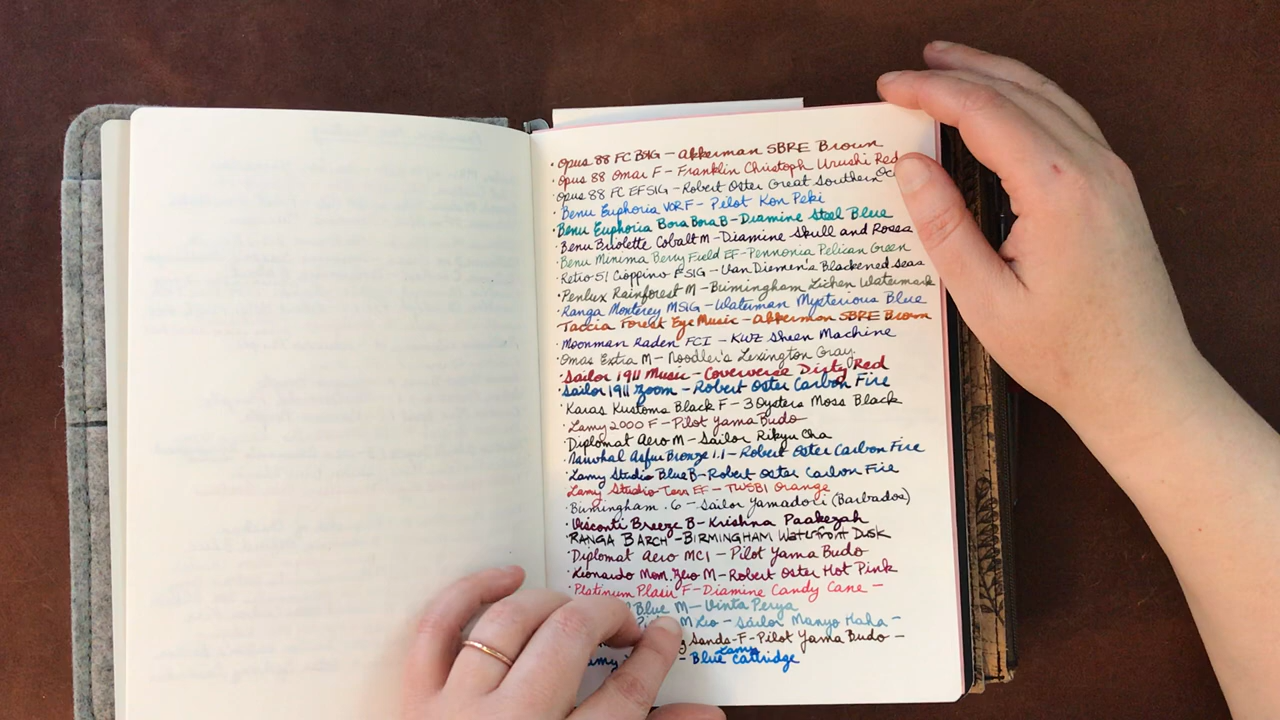 · Opus 88 FC BSIG - Akkerman SBRE Brown
· Opus 88 Omar F - Franklin Christoph Urushi Red
· Opus 88 FC EFSIG - Robert Oster Great Southern Oc
· Benu Euphoria VOR F - Pilot Kon Peki
· Benu Euphoria Bora Bora B - Diamine Steel Blue
· Benu Briolette Cobalt M - Diamine Skull and Roses
· Benu Minima Berry Field EF - Pennonia Pelican Green
· Retro 51 Cioppino FSIG - Van Diemen's Blackened Seas
· Penlux Rainforest M - Birmingham Lichen Watermark
· Ranga Monterey MSIG - Waterman Mysterious Blue
· Taccia Forest Eye Music - Akkerman SBRE Brown
· Moonman Raden FCI - KWZ Sheen Machine
· Omas Extra M - Noodler's Lexington Gray
· Sailor 1911 Music - Coververse Dirty Red
· Sailor 1911 Zoom - Robert Oster Carbon Fire
· Karas Kustoms Black F - 3 Oysters Moss Black
· Lamy 2000 F - Pilot Yama Budo
· Diplomat Aero M - Sailor Rikyu Cha
· Narwhal Asfur Bronze 1.1 - Robert Oster Carbon Fire
· Lamy Studio Blue B - Robert Oster Carbon Fire
· Lamy Studio Terr EF - TWSBI Orange
· Birmingham .6 - Sailor Yamadori (Barbados)
· Visconti Breeze B - Krishna Paakezah
· RANGA B ARCH - BIRMINGHAM Waterfront Dusk
· Diplomat Aero MCI - Pilot Yama Budo
· Leonardo Mom. Zero M - Robert Oster Hot Pink
· Platinum Plaisir F - Diamine Candy Cane -
Blue M - Vinta Perya
M Leo - Sailor Manyo Haha -
Sands - F - Pilot Yama Budo -
- Blue Lamy Cartridge